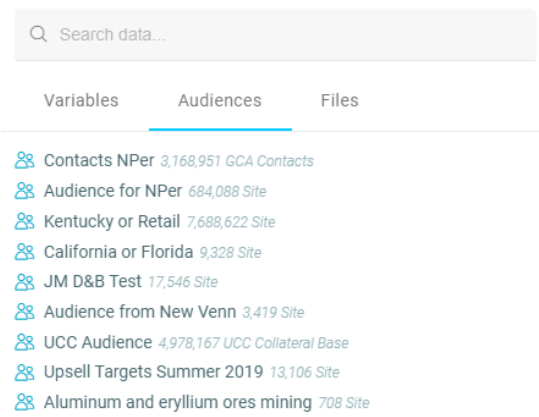 Search data...
Variables Audiences Files
Contacts NPer 3,168,951 GCA Contacts
Audience for NPer 684,088 Site
Kentucky or Retail 7,688,622 Site
California or Florida 9,328 Site
JM D&B Test 17,546 Site
Audience from New Venn 3,419 Site
UCC Audience 4,978,167 UCC Collateral Base
Upsell Targets Summer 2019 13,106 Site
Aluminum and eryllium ores mining 708 Site